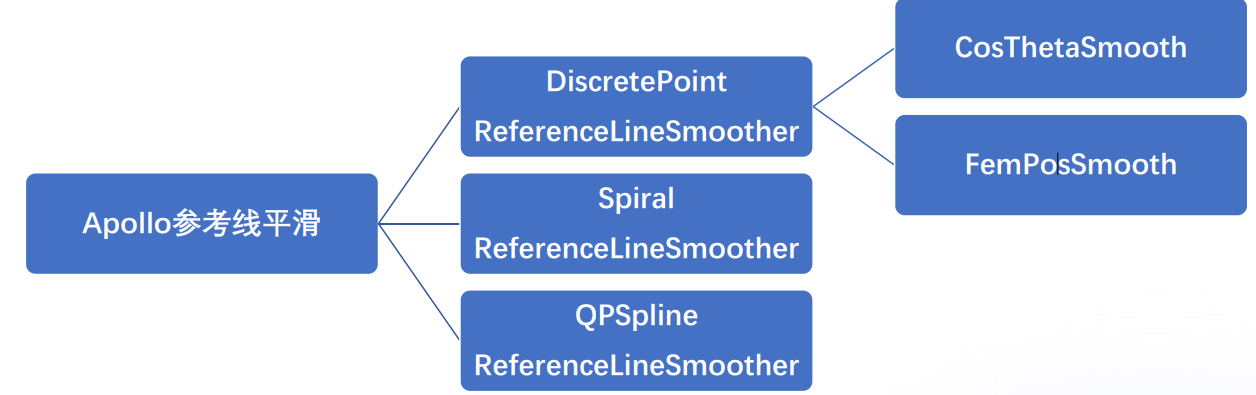 Apollo参考线平滑
DiscretePoint
ReferenceLineSmoother
Spiral
ReferenceLineSmoother
QPSpline
ReferenceLineSmoother
CosThetaSmooth
FemPosSmooth